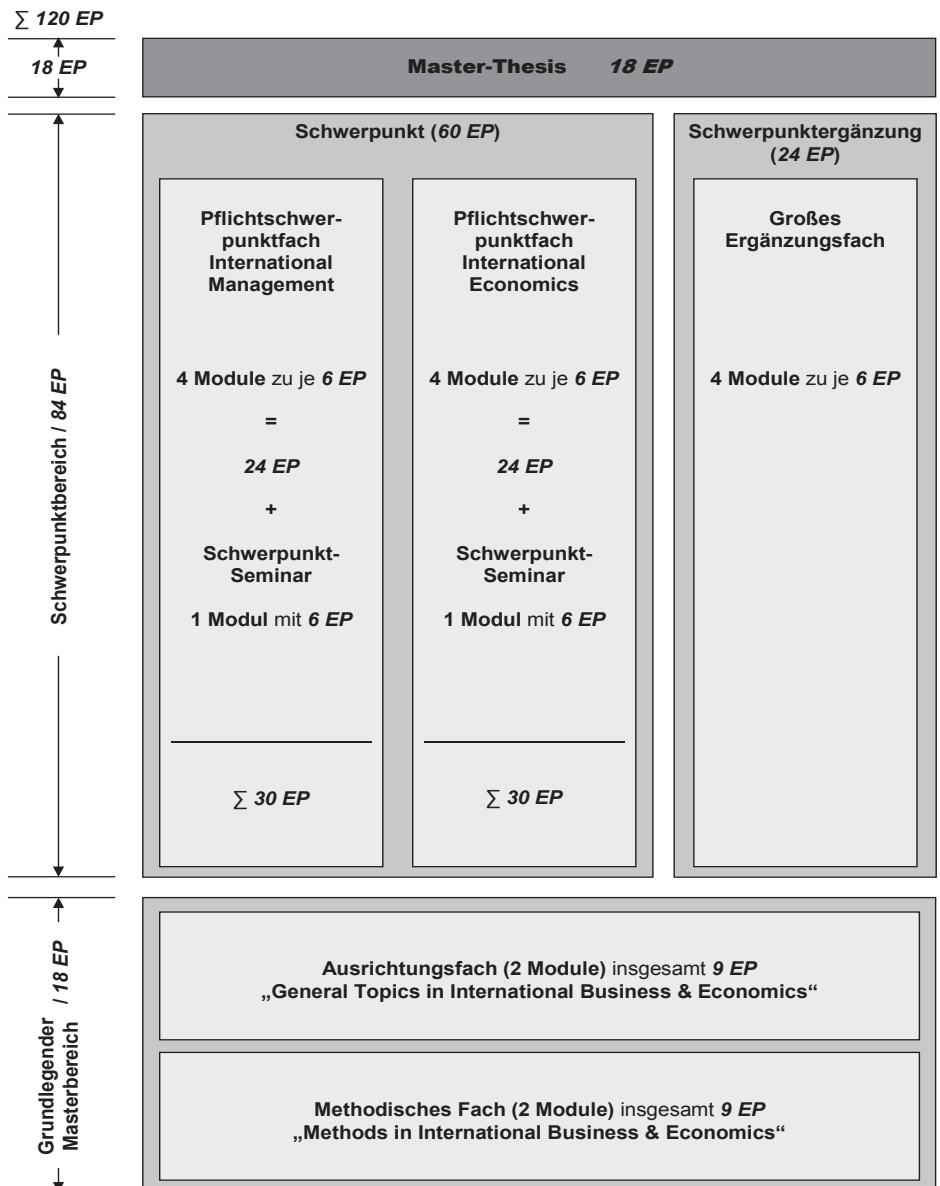 ∑ 120 EP
18 EP
Master-Thesis 18 EP
Schwerpunktbereich / 84 EP
Schwerpunkt (60 EP)
Pflichtschwer-
punktfach
International
Management
4 Module zu je 6 EP
=
24 EP
+
Schwerpunkt-
Seminar
1 Modul mit 6 EP
∑ 30 EP
Pflichtschwer-
punktfach
International
Economics
4 Module zu je 6 EP
=
24 EP
+
Schwerpunkt-
Seminar
1 Modul mit 6 EP
∑ 30 EP
Schwerpunktergänzung
(24 EP)
Großes
Ergänzungsfach
4 Module zu je 6 EP
Grundlegender
Masterbereich / 18 EP
Ausrichtungsfach (2 Module) insgesamt 9 EP
„General Topics in International Business & Economics“
Methodisches Fach (2 Module) insgesamt 9 EP
„Methods in International Business & Economics“